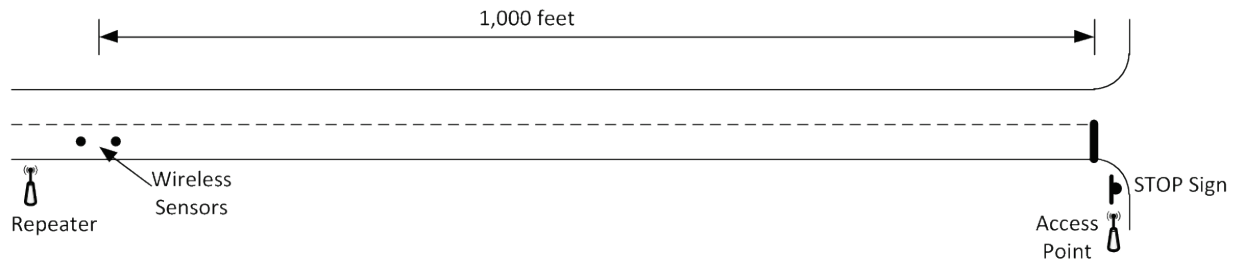 1,000 feet
Wireless
Sensors
Repeater
STOP Sign
Access
Point